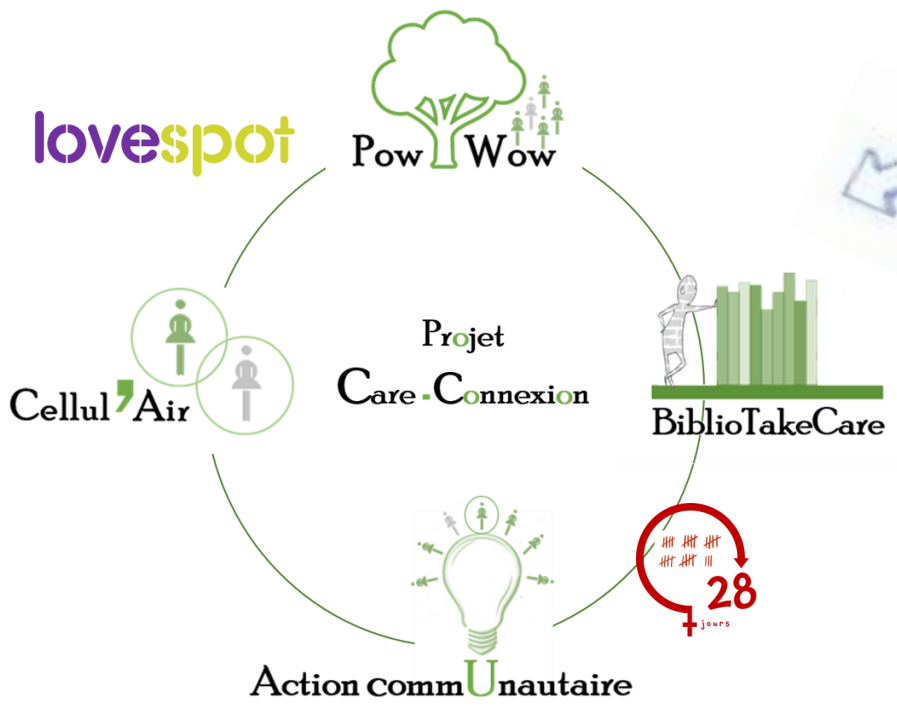 lovespot
Pow Wow
Projet
Care-Connexion
Cellul'Air
BiblioTakeCare
28
jours
Action commUnautaire